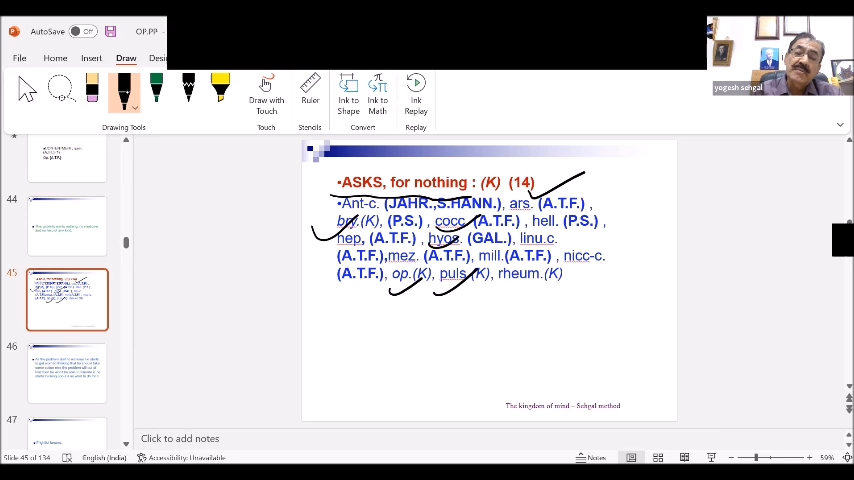 AutoSave
Off
OP.PP
File
Home
Insert
Draw
Desi
Draw with
Touch
Ruler
Ink to
Shape
Ink to
Math
Ink
Replay
Drawing Tools
Touch
Stencils
Convert
Replay
yogesh sehgal
44
45
46
47
•ASKS, for nothing : (K) (14)
•Ant-c. (JAHR.,S.HANN.), ars. (A.T.F.) ,
bry.(K), (P.S.) , cocc. (A.T.F.) , hell. (P.S.) ,
hep, (A.T.F.) , hyos. (GAL.), linu.c.
(A.T.F.),mez. (A.T.F.), mill.(A.T.F.) , nicc-c.
(A.T.F.), op.(K), puls.(K), rheum.(K)
The kingdom of mind – Sehgal method
Click to add notes
Slide 45 of 134
English (India)
Accessibility: Unavailable
Notes
59%